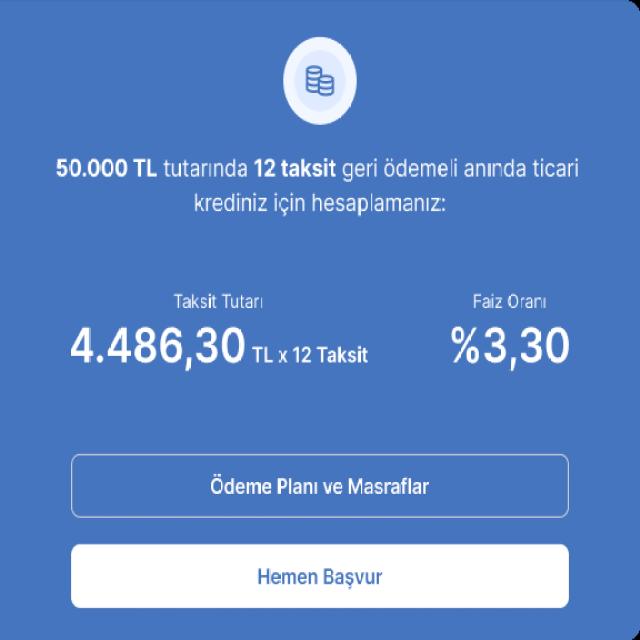 50.000 TL tutarında 12 taksit geri ödemeli anında ticari
krediniz için hesaplamanız:
Taksit Tutarı
4.486,30 TL x 12 Taksit
Faiz Oranı
%3,30
Ödeme Planı ve Masraflar
Hemen Başvur